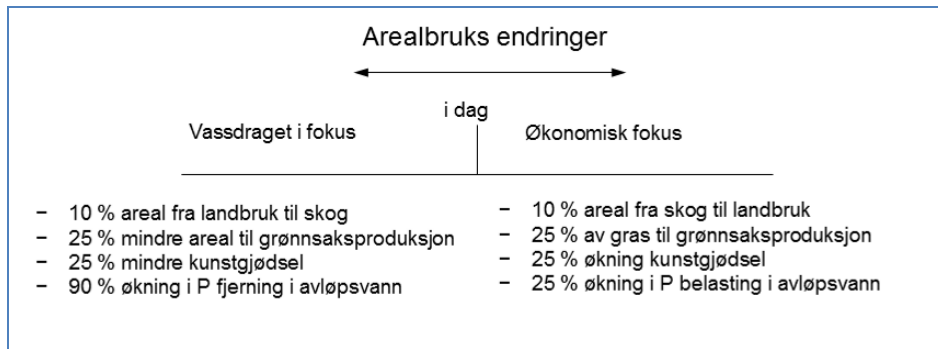 Arealbruks endringer
i dag
Vassdraget i fokus
− 10 % areal fra landbruk til skog
− 25 % mindre areal til grønnsaksproduksjon
− 25 % mindre kunstgjødsel
− 90 % økning i P fjerning i avløpsvann
Økonomisk fokus
− 10 % areal fra skog til landbruk
− 25 % av gras til grønnsaksproduksjon
− 25 % økning kunstgjødsel
− 25 % økning i P belasting i avløpsvann